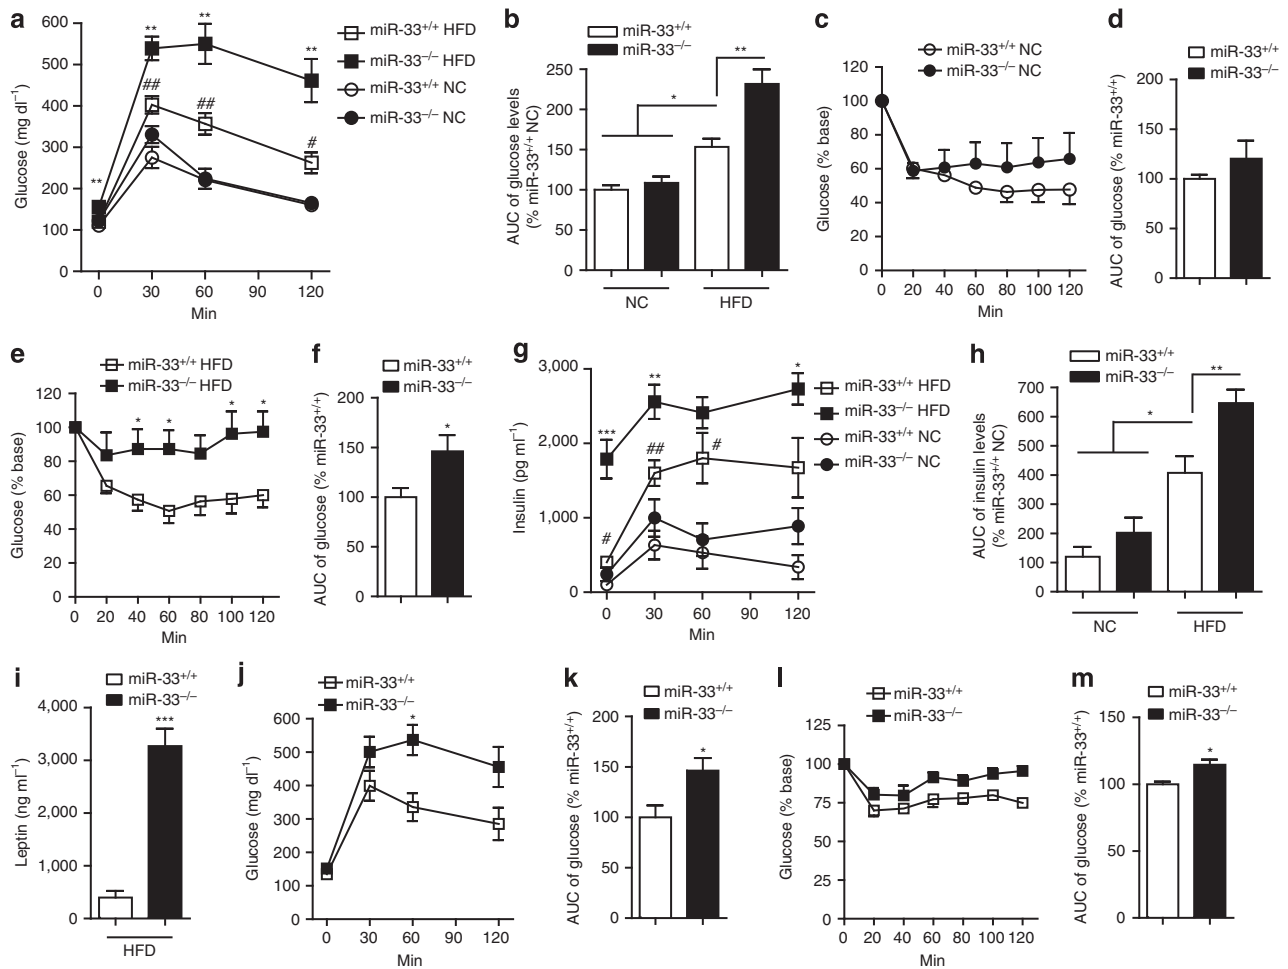 a
miR-33+/+ HFD
miR-33−/− HFD
miR-33+/+ NC
miR-33−/− NC
Glucose (mg dl−1)
600
500
400
300
200
100
0
** ** ** **
## ## #
0 30 60 90 120
Min
b
miR-33+/+
miR-33−/−
AUC of glucose levels
(% miR-33+/+ NC)
250
200
150
100
50
0
* **
NC HFD
c
miR-33+/+ NC
miR-33−/− NC
Glucose (% base)
120
100
80
60
40
20
0
0 20 40 60 80 100 120
Min
d
miR-33+/+
miR-33−/−
AUC of glucose (% miR-33+/+)
200
150
100
50
0
e
miR-33+/+ HFD
miR-33−/− HFD
Glucose (% base)
120
100
80
60
40
20
0
* * * *
0 20 40 60 80 100 120
Min
f
miR-33+/+
miR-33−/−
AUC of glucose (% miR-33+/+)
200
150
100
50
0
*
g
miR-33+/+ HFD
miR-33−/− HFD
miR-33+/+ NC
miR-33−/− NC
Insulin (pg ml−1)
3,000
2,000
1,000
0
*** ** *
# ## #
0 30 60 90 120
Min
h
miR-33+/+
miR-33−/−
AUC of insulin levels
(% miR-33+/+ NC)
700
600
500
400
300
200
100
0
* **
NC HFD
i
miR-33+/+
miR-33−/−
Leptin (ng ml−1)
4,000
3,000
2,000
1,000
0
***
HFD
j
miR-33+/+
miR-33−/−
Glucose (mg dl−1)
600
500
400
300
200
100
0
*
0 30 60 90 120
Min
k
miR-33+/+
miR-33−/−
AUC of glucose (% miR-33+/+)
200
150
100
50
0
*
l
miR-33+/+
miR-33−/−
Glucose (% base)
125
100
75
50
25
0
0 20 40 60 80 100 120
Min
m
miR-33+/+
miR-33−/−
AUC of glucose (% miR-33+/+)
150
100
50
0
*